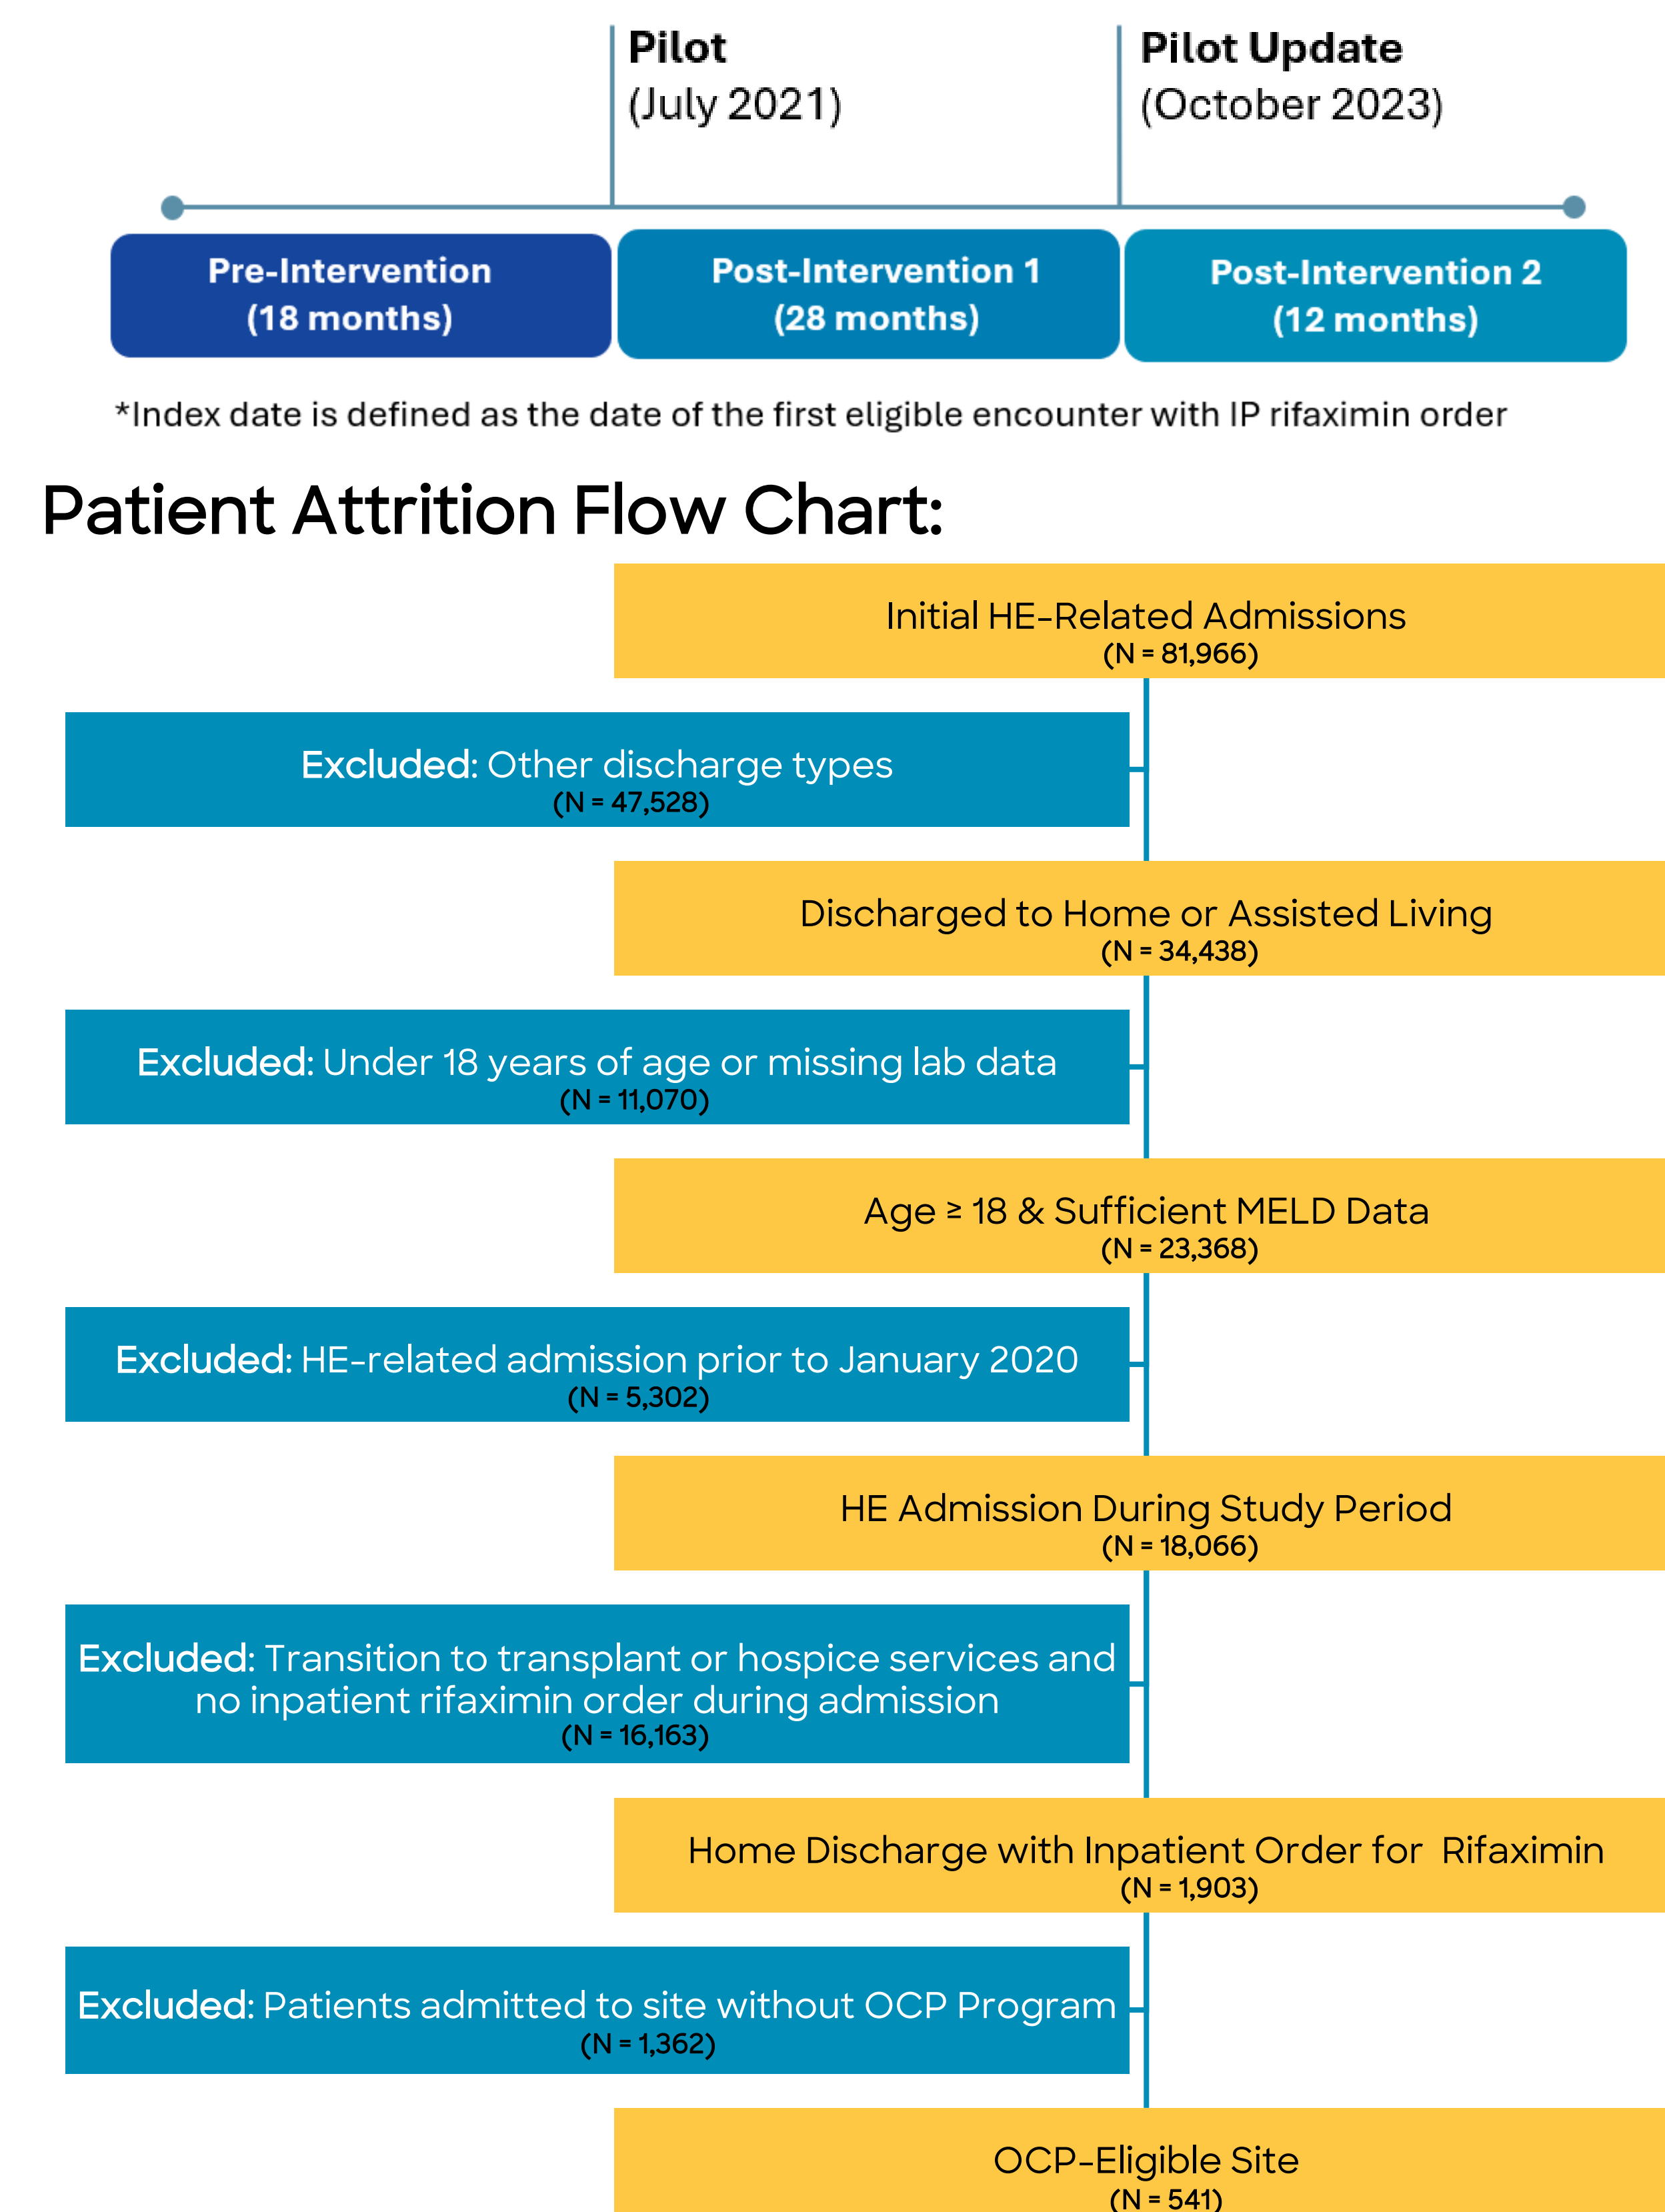 Pilot
(July 2021)
Pilot Update
(October 2023)
Pre-Intervention
(18 months)
Post-Intervention 1
(28 months)
Post-Intervention 2
(12 months)
*Index date is defined as the date of the first eligible encounter with IP rifaximin order
Patient Attrition Flow Chart:
Initial HE-Related Admissions
(N = 81,966)
Excluded: Other discharge types
(N = 47,528)
Discharged to Home or Assisted Living
(N = 34,438)
Excluded: Under 18 years of age or missing lab data
(N = 11,070)
Age ≥ 18 & Sufficient MELD Data
(N = 23,368)
Excluded: HE-related admission prior to January 2020
(N = 5,302)
HE Admission During Study Period
(N = 18,066)
Excluded: Transition to transplant or hospice services and
no inpatient rifaximin order during admission
(N = 16,163)
Home Discharge with Inpatient Order for Rifaximin
(N = 1,903)
Excluded: Patients admitted to site without OCP Program
(N = 1,362)
OCP-Eligible Site
(N = 541)